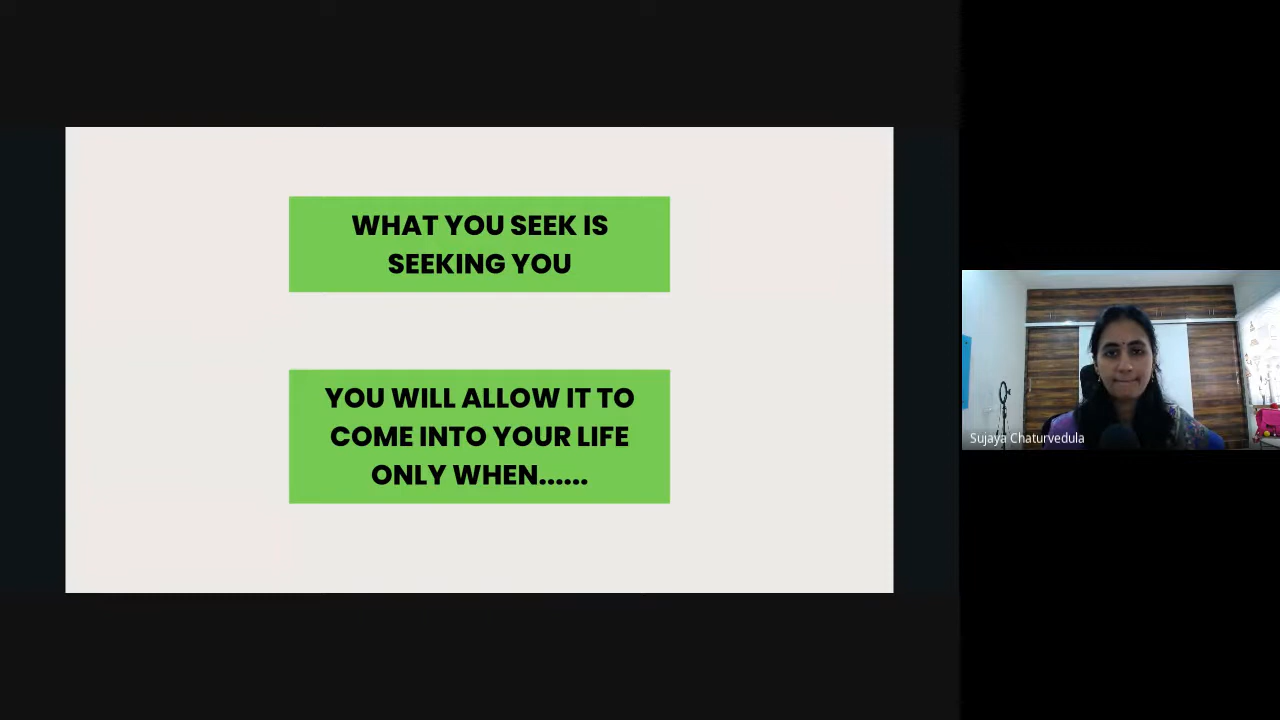 WHAT YOU SEEK IS
SEEKING YOU
YOU WILL ALLOW IT TO
COME INTO YOUR LIFE
ONLY WHEN......
Sujaya Chaturvedula